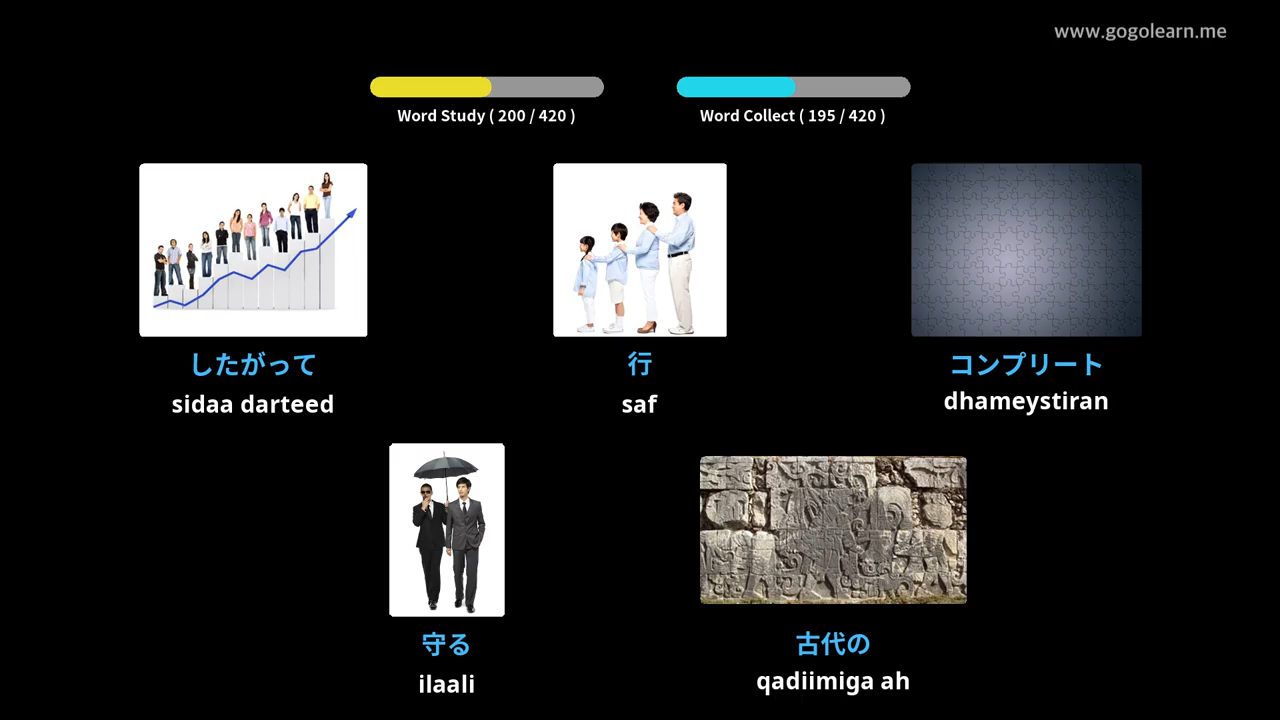 www.gogolearn.me
Word Study ( 200 / 420 )
Word Collect ( 195 / 420 )
したがって
sidaa darteed
行
saf
コンプリート
dhameystiran
守る
ilaali
古代の
qadiimiga ah